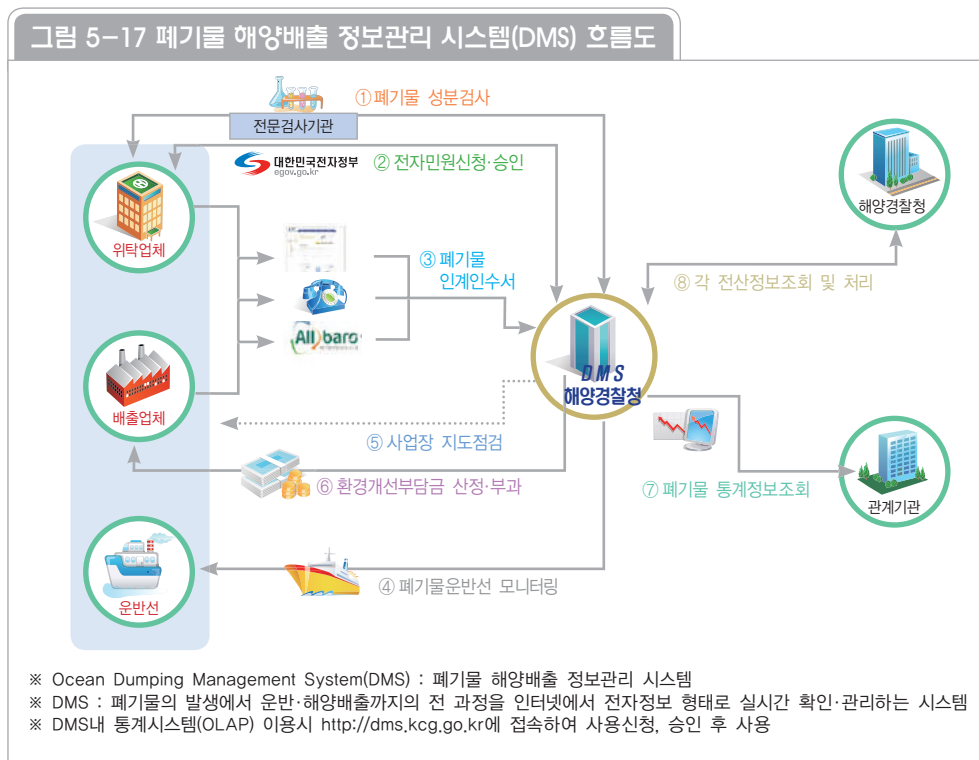 그림 5-17 폐기물 해양배출 정보관리 시스템(DMS) 흐름도
①폐기물 성분검사
전문검사기관
대한민국전자정부
egov.go.kr
② 전자민원신청·승인
위탁업체
해양경찰청
③ 폐기물
인계인수서
⑧ 각 전산정보조회 및 처리
Allbaro
DMS
해양경찰청
배출업체
⑤ 사업장 지도점검
⑥ 환경개선부담금 산정·부과
⑦ 폐기물 통계정보조회
관계기관
④ 폐기물운반선 모니터링
운반선
※ Ocean Dumping Management System(DMS) : 폐기물 해양배출 정보관리 시스템
※ DMS : 폐기물의 발생에서 운반·해양배출까지의 전 과정을 인터넷에서 전자정보 형태로 실시간 확인·관리하는 시스템
※ DMS내 통계시스템(OLAP) 이용시 http://dms.kcg.go.kr에 접속하여 사용신청, 승인 후 사용